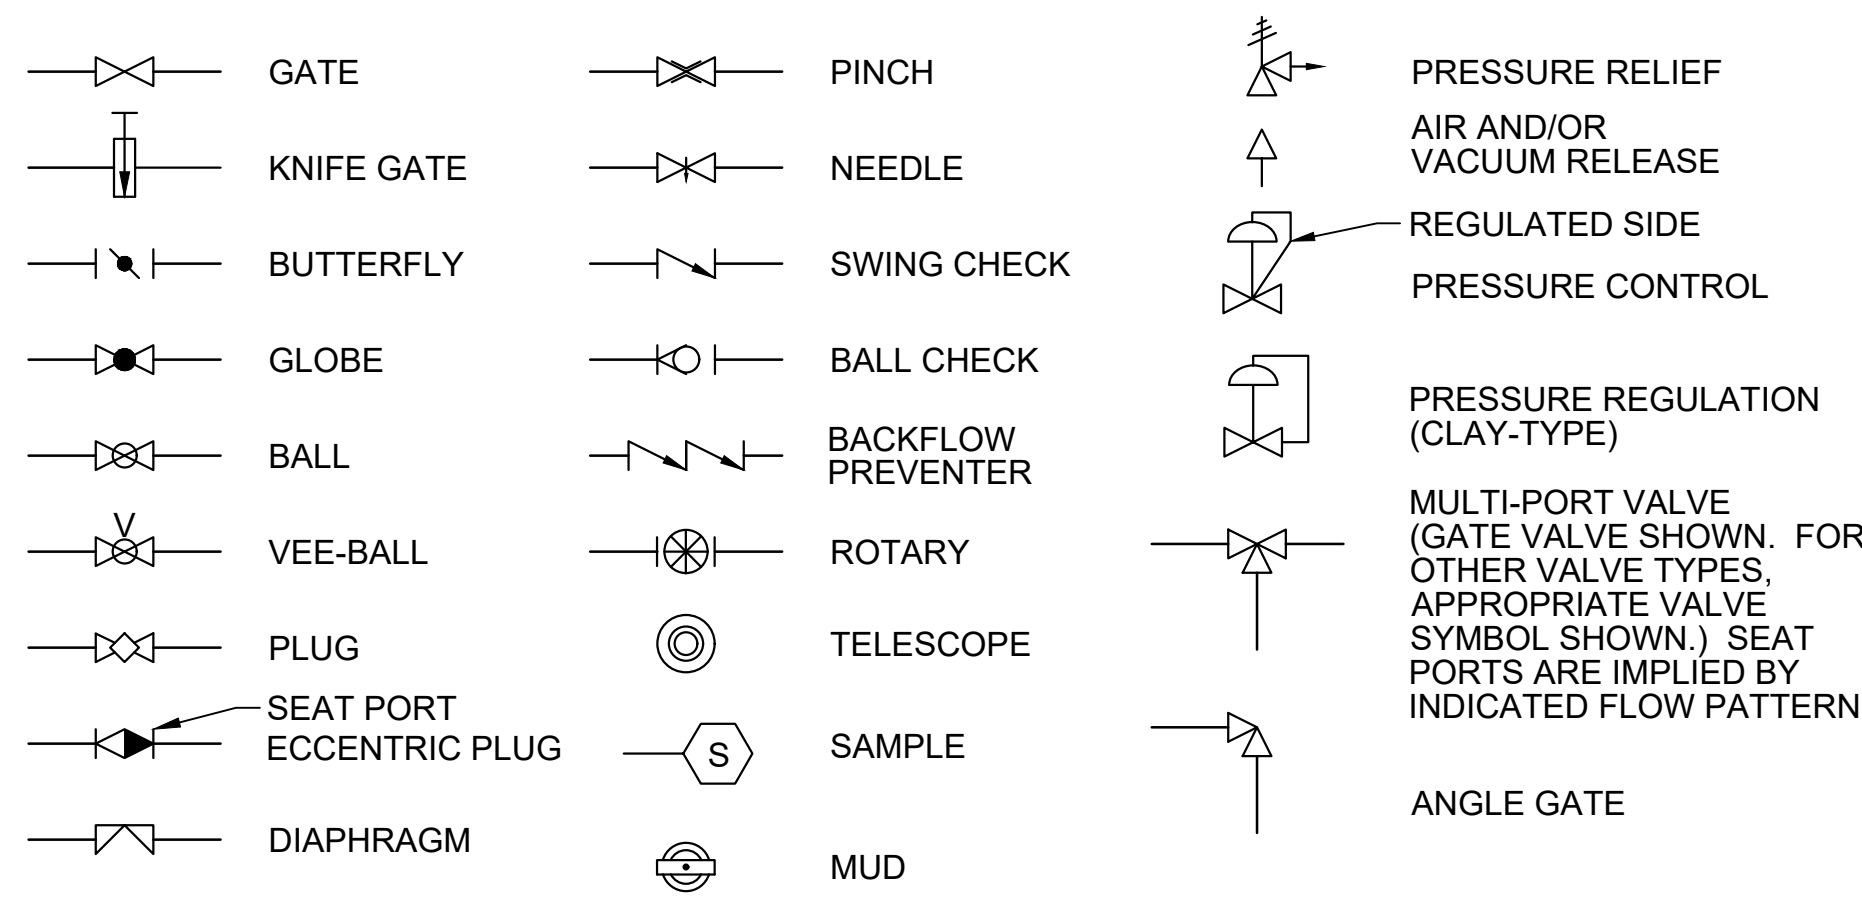 GATE
KNIFE GATE
BUTTERFLY
GLOBE
BALL
V
VEE-BALL
PLUG
SEAT PORT
ECCENTRIC PLUG
DIAPHRAGM
PINCH
NEEDLE
SWING CHECK
BALL CHECK
BACKFLOW
PREVENTER
ROTARY
TELESCOPE
S
SAMPLE
MUD
PRESSURE RELIEF
AIR AND/OR
VACUUM RELEASE
REGULATED SIDE
PRESSURE CONTROL
PRESSURE REGULATION
(CLAY-TYPE)
MULTI-PORT VALVE
(GATE VALVE SHOWN. FOR
OTHER VALVE TYPES,
APPROPRIATE VALVE
SYMBOL SHOWN.) SEAT
PORTS ARE IMPLIED BY
INDICATED FLOW PATTERN
ANGLE GATE